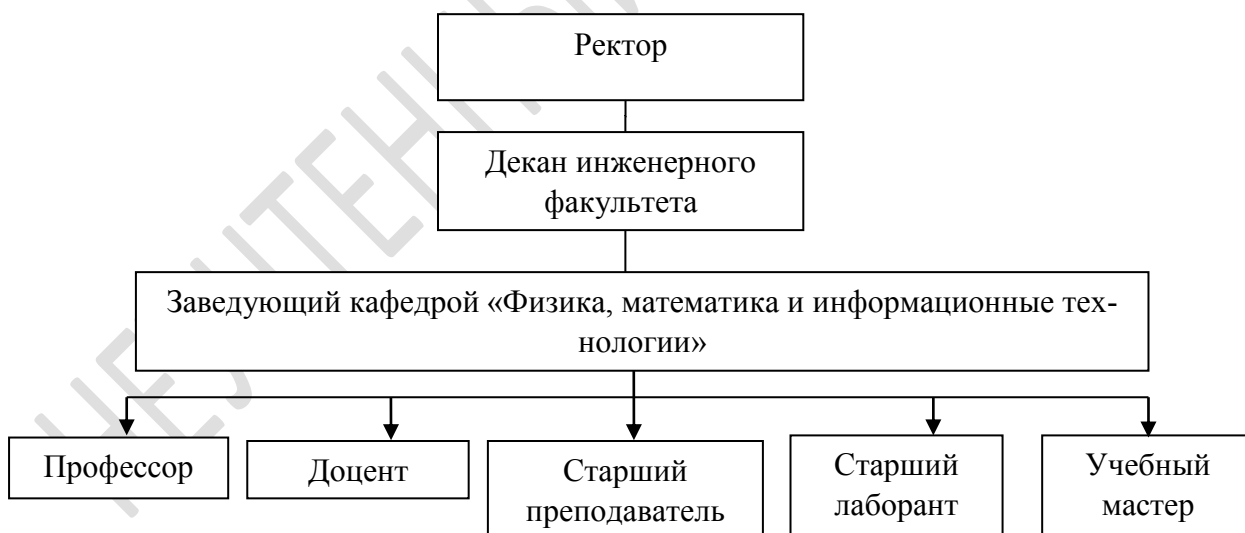 Ректор
Декан инженерного
факультета
Заведующий кафедрой «Физика, математика и информационные тех-
нологии»
Профессор
Доцент
Старший
преподаватель
Старший
лаборант
Учебный
мастер